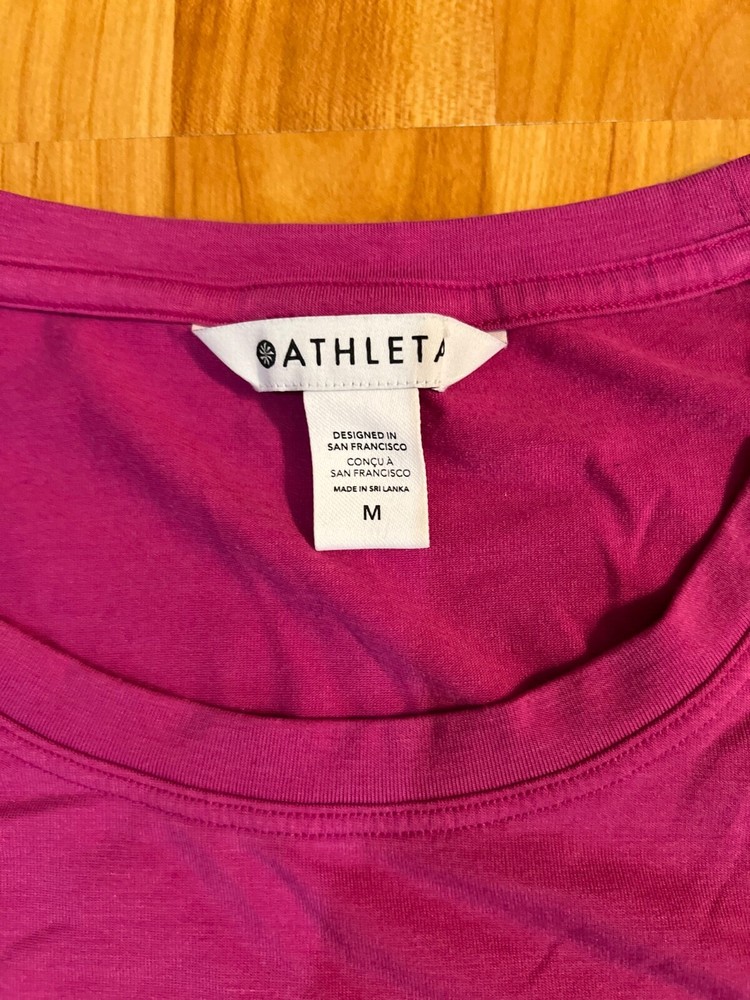 ATHLETA
DESIGNED IN
SAN FRANCISCO
CONÇU À
SAN FRANCISCO
MADE IN SRI LANKA
M